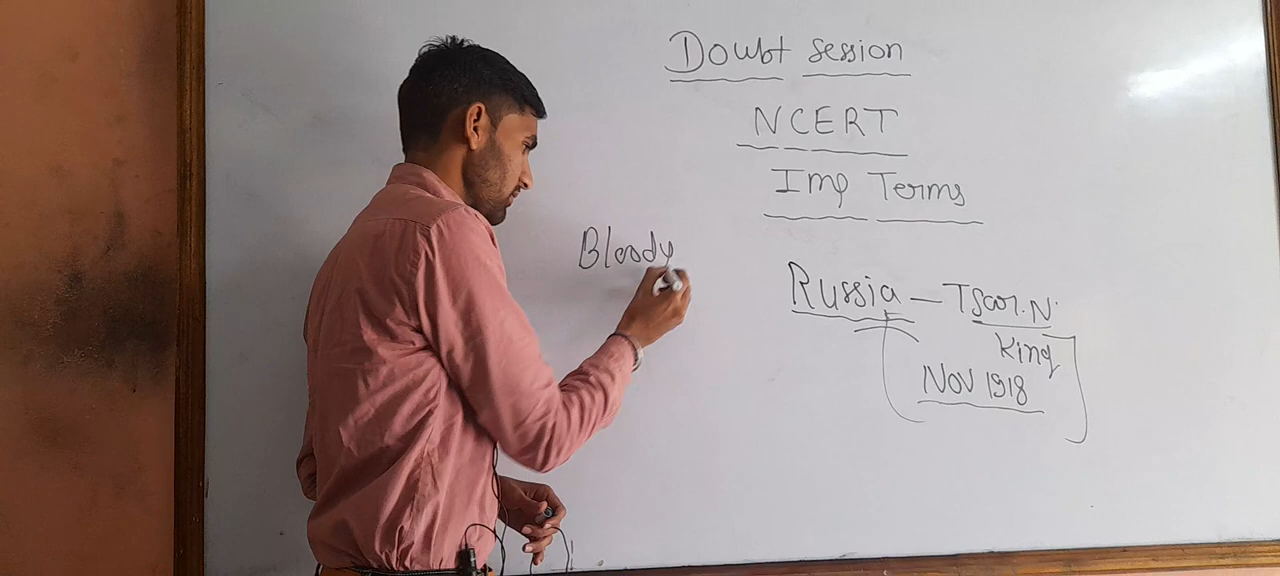 Doubt session
NCERT
Imp Terms
Bloody
Russia – Tsar. N.
King
Nov 1918